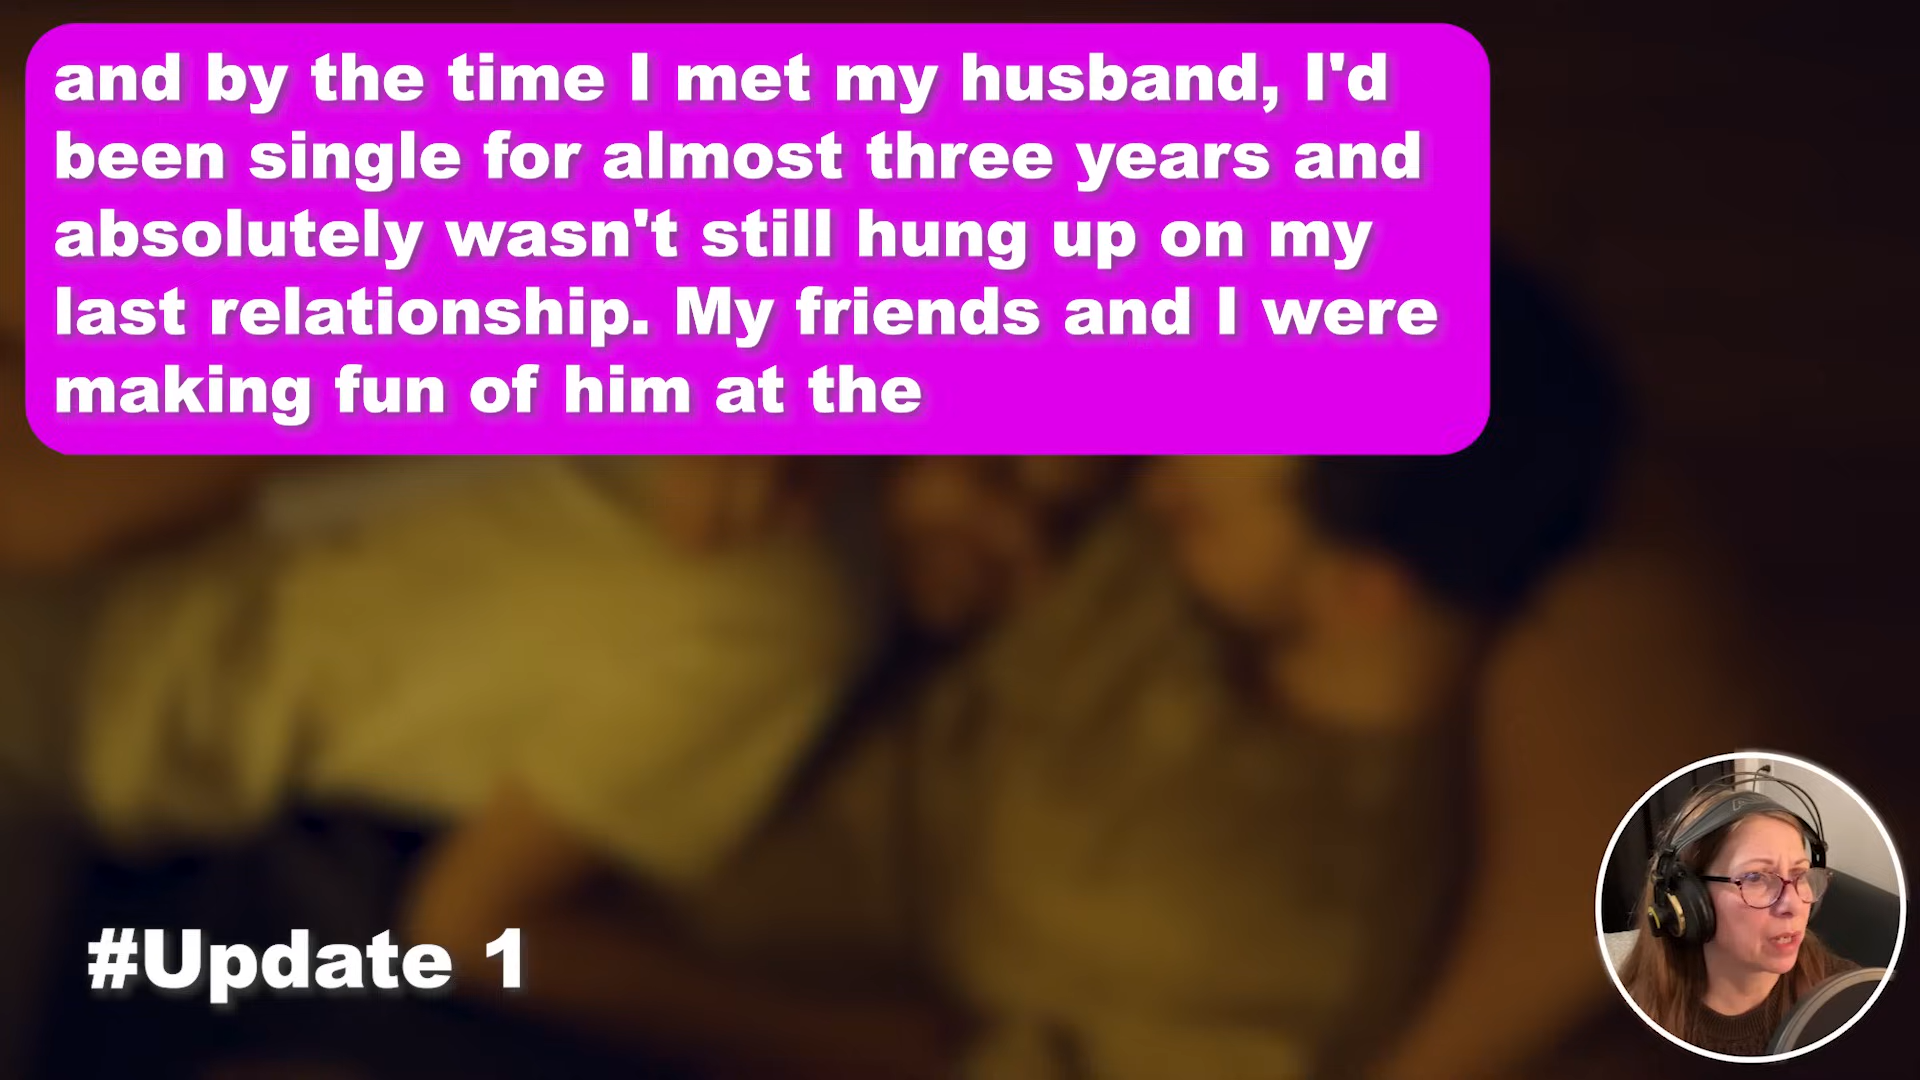 and by the time I met my husband, I'd
been single for almost three years and
absolutely wasn't still hung up on my
last relationship. My friends and I were
making fun of him at the
#Update 1